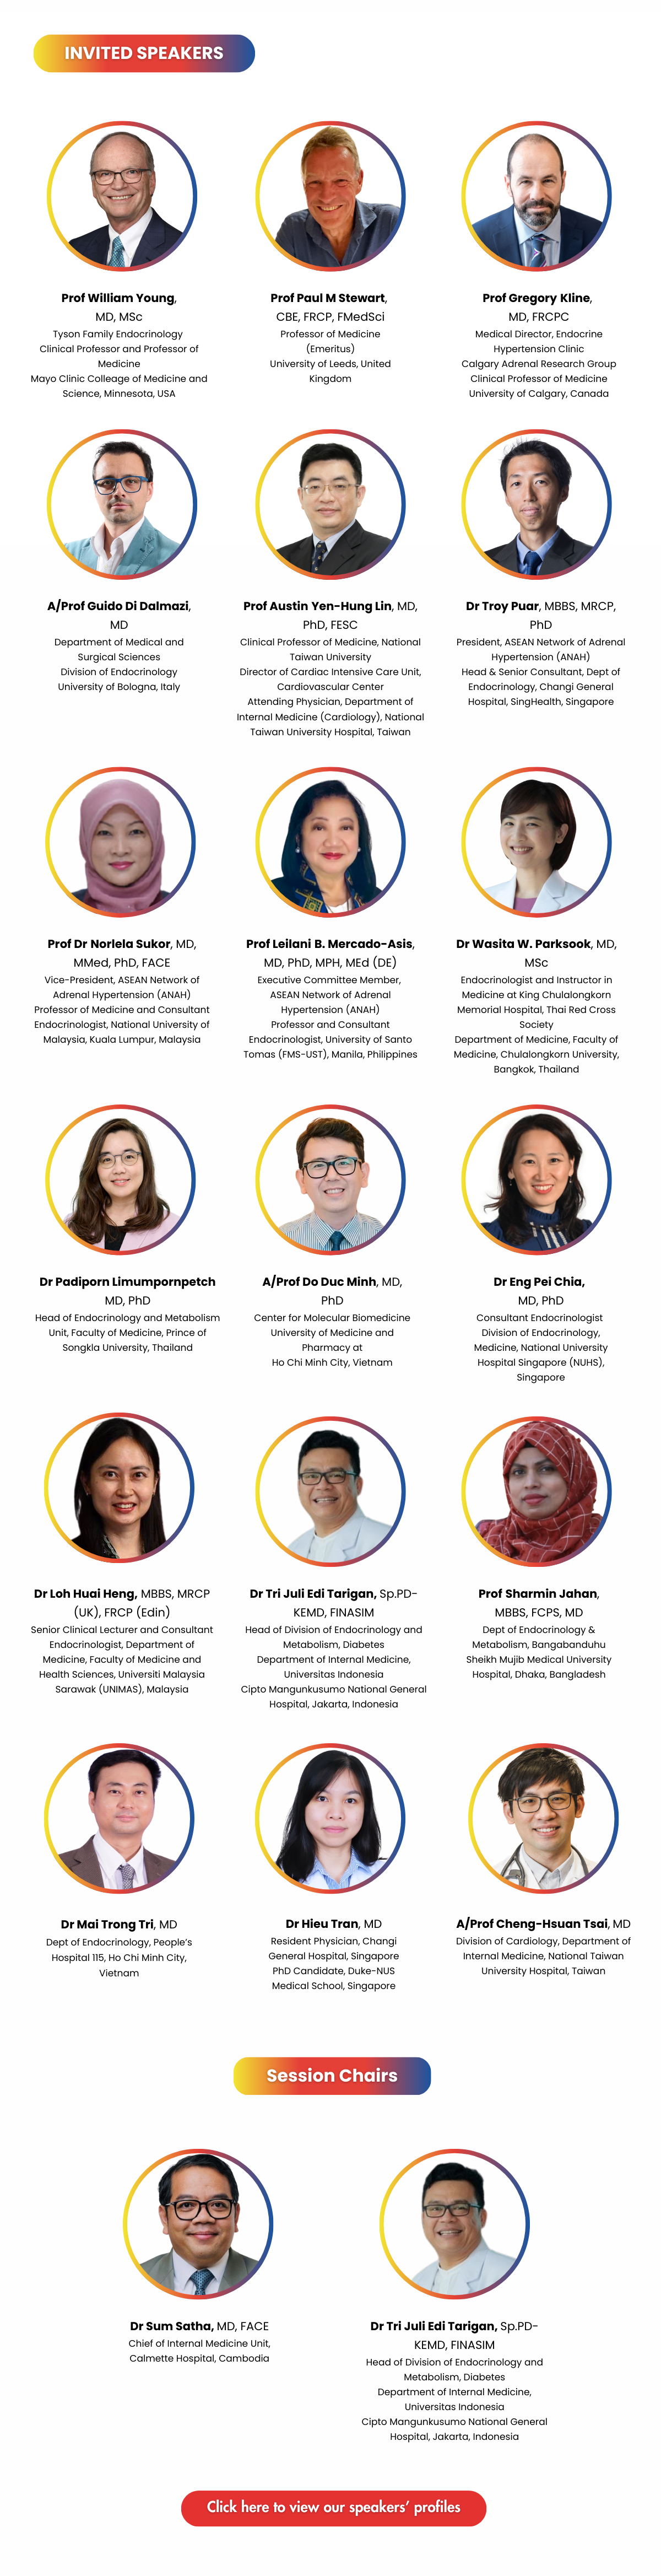 INVITED SPEAKERS
Prof William Young,
MD, MSc
Tyson Family Endocrinology
Clinical Professor and Professor of
Medicine
Mayo Clinic Colleage of Medicine and
Science, Minnesota, USA
Prof Paul M Stewart,
CBE, FRCP, FMedSci
Professor of Medicine
(Emeritus)
University of Leeds, United
Kingdom
Prof Gregory Kline,
MD, FRCPC
Medical Director, Endocrine
Hypertension Clinic
Calgary Adrenal Research Group
Clinical Professor of Medicine
University of Calgary, Canada
A/Prof Guido Di Dalmazi,
MD
Department of Medical and
Surgical Sciences
Division of Endocrinology
University of Bologna, Italy
Prof Austin Yen-Hung Lin, MD,
PhD, FESC
Clinical Professor of Medicine, National
Taiwan University
Director of Cardiac Intensive Care Unit,
Cardiovascular Center
Attending Physician, Department of
Internal Medicine (Cardiology), National
Taiwan University Hospital, Taiwan
Dr Troy Puar, MBBS, MRCP,
PhD
President, ASEAN Network of Adrenal
Hypertension (ANAH)
Head & Senior Consultant, Dept of
Endocrinology, Changi General
Hospital, SingHealth, Singapore
Prof Dr Norlela Sukor, MD,
MMed, PhD, FACE
Vice-President, ASEAN Network of
Adrenal Hypertension (ANAH)
Professor of Medicine and Consultant
Endocrinologist, National University of
Malaysia, Kuala Lumpur, Malaysia
Prof Leilani B. Mercado-Asis,
MD, PhD, MPH, MEd (DE)
Executive Committee Member,
ASEAN Network of Adrenal
Hypertension (ANAH)
Professor and Consultant
Endocrinologist, University of Santo
Tomas (FMS-UST), Manila, Philippines
Dr Wasita W. Parksook, MD,
MSc
Endocrinologist and Instructor in
Medicine at King Chulalongkorn
Memorial Hospital, Thai Red Cross
Society
Department of Medicine, Faculty of
Medicine, Chulalongkorn University,
Bangkok, Thailand
Dr Padiporn Limumpornpetch
MD, PhD
Head of Endocrinology and Metabolism
Unit, Faculty of Medicine, Prince of
Songkla University, Thailand
A/Prof Do Duc Minh, MD,
PhD
Center for Molecular Biomedicine
University of Medicine and
Pharmacy at
Ho Chi Minh City, Vietnam
Dr Eng Pei Chia,
MD, PhD
Consultant Endocrinologist
Division of Endocrinology,
Medicine, National University
Hospital Singapore (NUHS),
Singapore
Dr Loh Huai Heng, MBBS, MRCP
(UK), FRCP (Edin)
Senior Clinical Lecturer and Consultant
Endocrinologist, Department of
Medicine, Faculty of Medicine and
Health Sciences, Universiti Malaysia
Sarawak (UNIMAS), Malaysia
Dr Tri Juli Edi Tarigan, Sp.PD-
KEMD, FINASIM
Head of Division of Endocrinology and
Metabolism, Diabetes
Department of Internal Medicine,
Universitas Indonesia
Cipto Mangunkusumo National General
Hospital, Jakarta, Indonesia
Prof Sharmin Jahan,
MBBS, FCPS, MD
Dept of Endocrinology &
Metabolism, Bangabanduhu
Sheikh Mujib Medical University
Hospital, Dhaka, Bangladesh
Dr Mai Trong Tri, MD
Dept of Endocrinology, People's
Hospital 115, Ho Chi Minh City,
Vietnam
Dr Hieu Tran, MD
Resident Physician, Changi
General Hospital, Singapore
PhD Candidate, Duke-NUS
Medical School, Singapore
A/Prof Cheng-Hsuan Tsai, MD
Division of Cardiology, Department of
Internal Medicine, National Taiwan
University Hospital, Taiwan
Session Chairs
Dr Sum Satha, MD, FACE
Chief of Internal Medicine Unit,
Calmette Hospital, Cambodia
Dr Tri Juli Edi Tarigan, Sp.PD-
KEMD, FINASIM
Head of Division of Endocrinology and
Metabolism, Diabetes
Department of Internal Medicine,
Universitas Indonesia
Cipto Mangunkusumo National General
Hospital, Jakarta, Indonesia
Click here to view our speakers' profiles